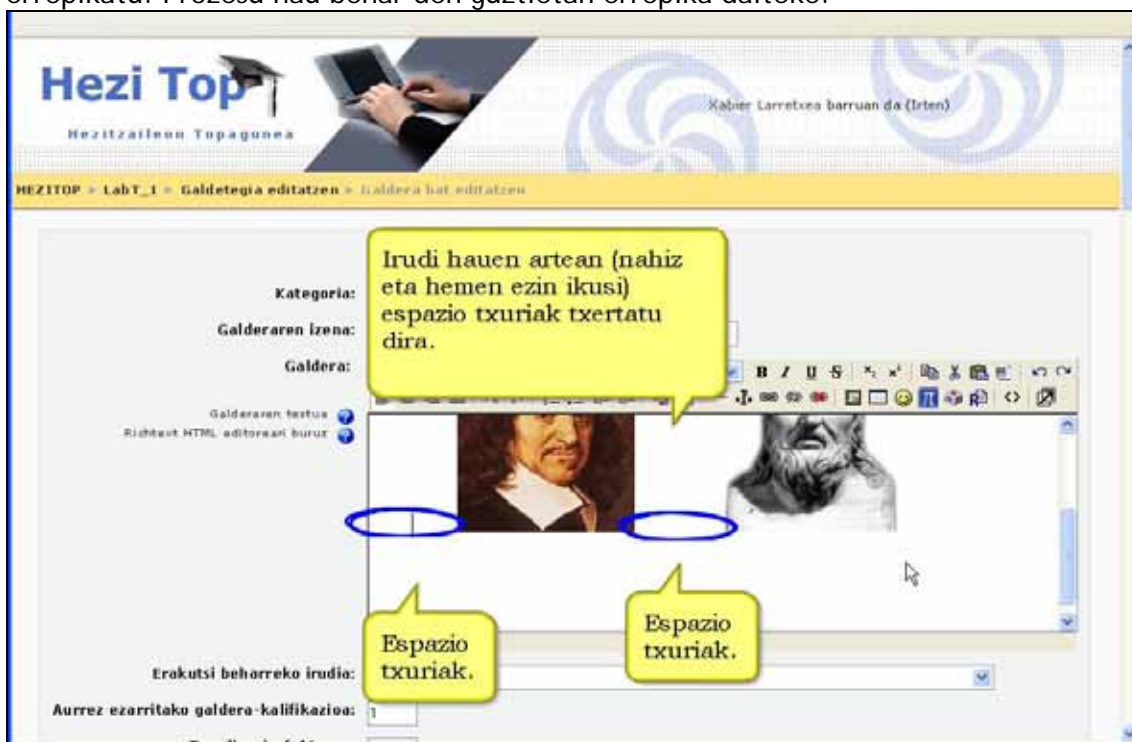 errepikatu. Prozesu hau behar den guztietan errepika daiteke.
Hezi Top
Hezitzaileon Topagunea
Xabier Larretxea barruan da (Irten)
HEZITOP » LabT_1 » Galdetegia editatzen » Galdera bat editatzen
Irudi hauen artean (nahiz
eta hemen ezin ikusi)
espazio txuriak txertatu
dira.
Kategoria:
Galderaren izena:
Galdera:
Galderaren testua
Richtext HTML editoreari buruz
Espazio
txuriak.
Espazio
txuriak.
Erakutsi beharreko irudia:
Aurrez ezarritako galdera-kalifikazioa: 1